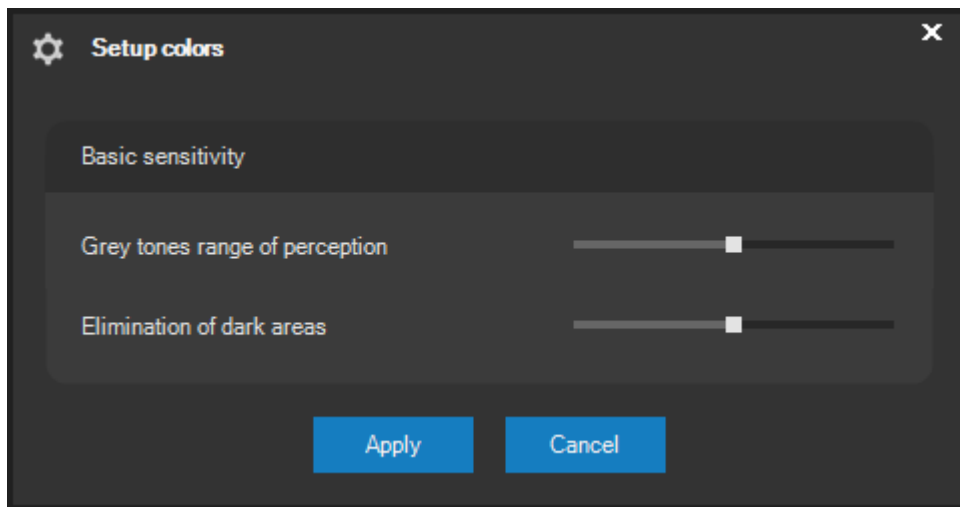 Setup colors
Basic sensitivity
Grey tones range of perception
Elimination of dark areas
Apply
Cancel